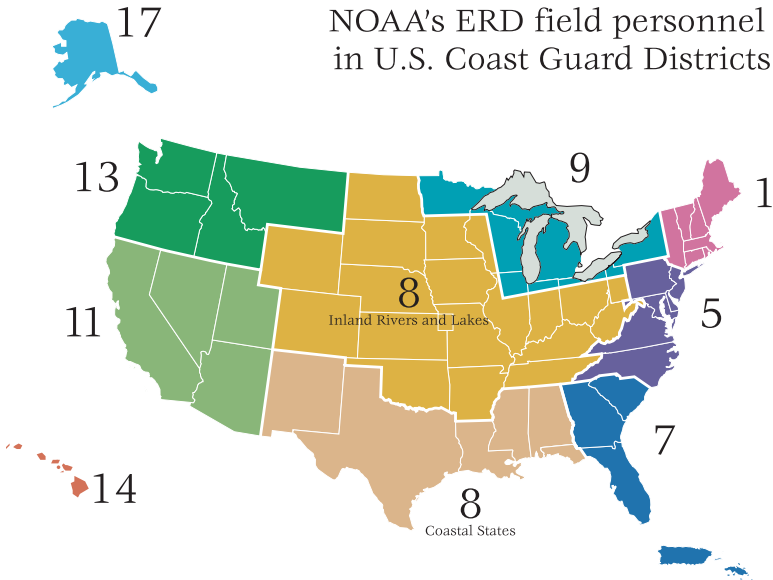 17
NOAA's ERD field personnel
in U.S. Coast Guard Districts
13
9
1
8
Inland Rivers and Lakes
11
5
7
14
8
Coastal States